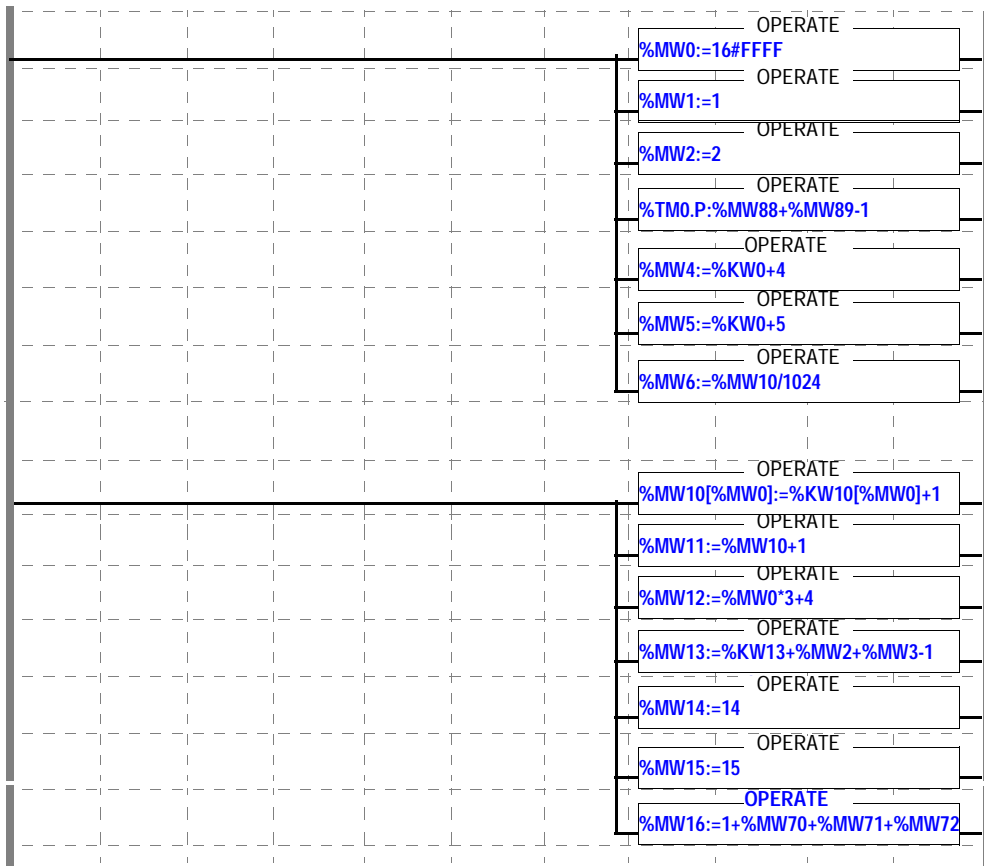 OPERATE
%MW0:=16#FFFF
OPERATE
%MW1:=1
OPERATE
%MW2:=2
OPERATE
%TM0.P:%MW88+%MW89-1
OPERATE
%MW4:=%KW0+4
OPERATE
%MW5:=%KW0+5
OPERATE
%MW6:=%MW10/1024
OPERATE
%MW10[%MW0]:=%KW10[%MW0]+1
OPERATE
%MW11:=%MW10+1
OPERATE
%MW12:=%MW0*3+4
OPERATE
%MW13:=%KW13+%MW2+%MW3-1
OPERATE
%MW14:=14
OPERATE
%MW15:=15
OPERATE
%MW16:=1+%MW70+%MW71+%MW72